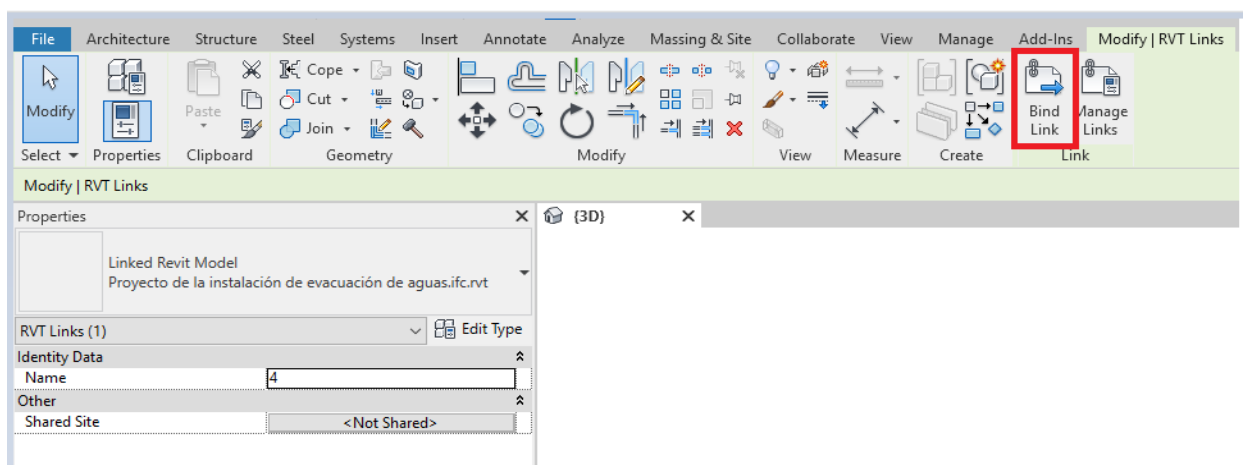 File Architecture Structure Steel Systems Insert Annotate Analyze Massing & Site Collaborate View Manage Add-Ins Modify | RVT Links
Modify
Paste
Cope
Cut
Join
Bind Link
Manage Links
Select Properties Clipboard Geometry Modify View Measure Create Link
Modify | RVT Links
Properties
{3D}
Linked Revit Model
Proyecto de la instalación de evacuación de aguas.ifc.rvt
RVT Links (1)
Edit Type
Identity Data
Name 4
Other
Shared Site <Not Shared>